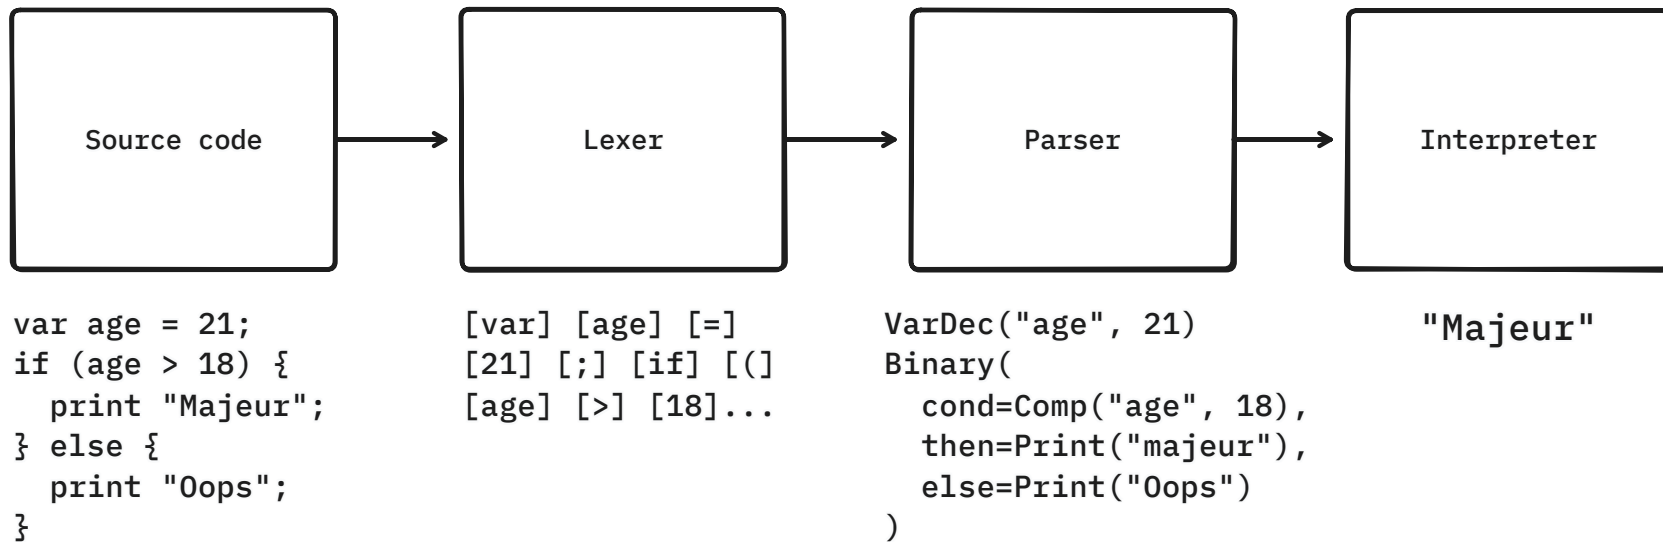 Source code
Lexer
Parser
Interpreter
var age = 21;
if (age > 18) {
  print "Majeur";
} else {
  print "Oops";
}
[var] [age] [=]
[21] [;] [if] [(]
[age] [>] [18]...
VarDec("age", 21)
Binary(
  cond=Comp("age", 18),
  then=Print("majeur"),
  else=Print("Oops")
)
"Majeur"